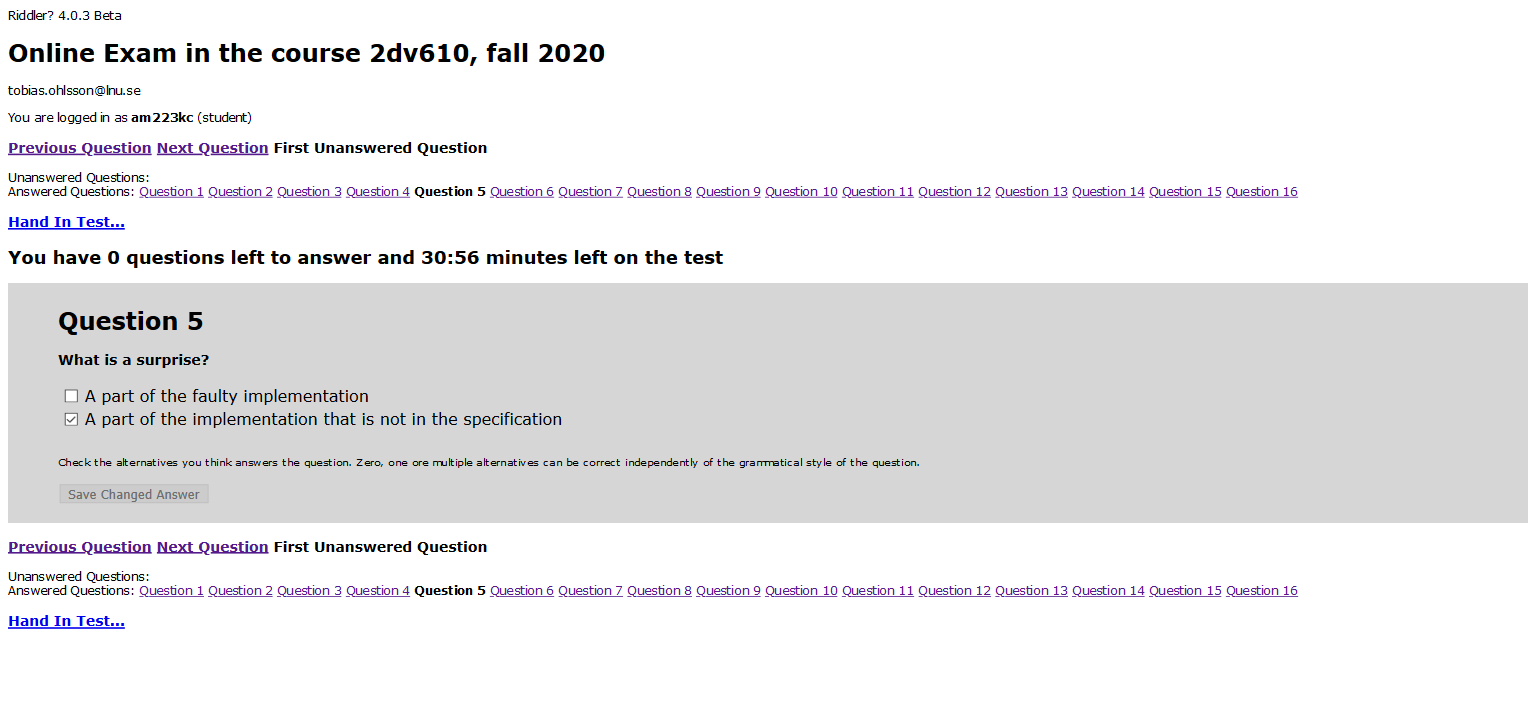 Riddler? 4.0.3 Beta
Online Exam in the course 2dv610, fall 2020
tobias.ohlsson@lnu.se
You are logged in as am223kc (student)
Previous Question Next Question First Unanswered Question
Unanswered Questions:
Answered Questions: Question 1 Question 2 Question 3 Question 4 Question 5 Question 6 Question 7 Question 8 Question 9 Question 10 Question 11 Question 12 Question 13 Question 14 Question 15 Question 16
Hand In Test...
You have 0 questions left to answer and 30:56 minutes left on the test
Question 5
What is a surprise?
A part of the faulty implementation
A part of the implementation that is not in the specification
Check the alternatives you think answers the question. Zero, one ore multiple alternatives can be correct independently of the grammatical style of the question.
Save Changed Answer
Previous Question Next Question First Unanswered Question
Unanswered Questions:
Answered Questions: Question 1 Question 2 Question 3 Question 4 Question 5 Question 6 Question 7 Question 8 Question 9 Question 10 Question 11 Question 12 Question 13 Question 14 Question 15 Question 16
Hand In Test...